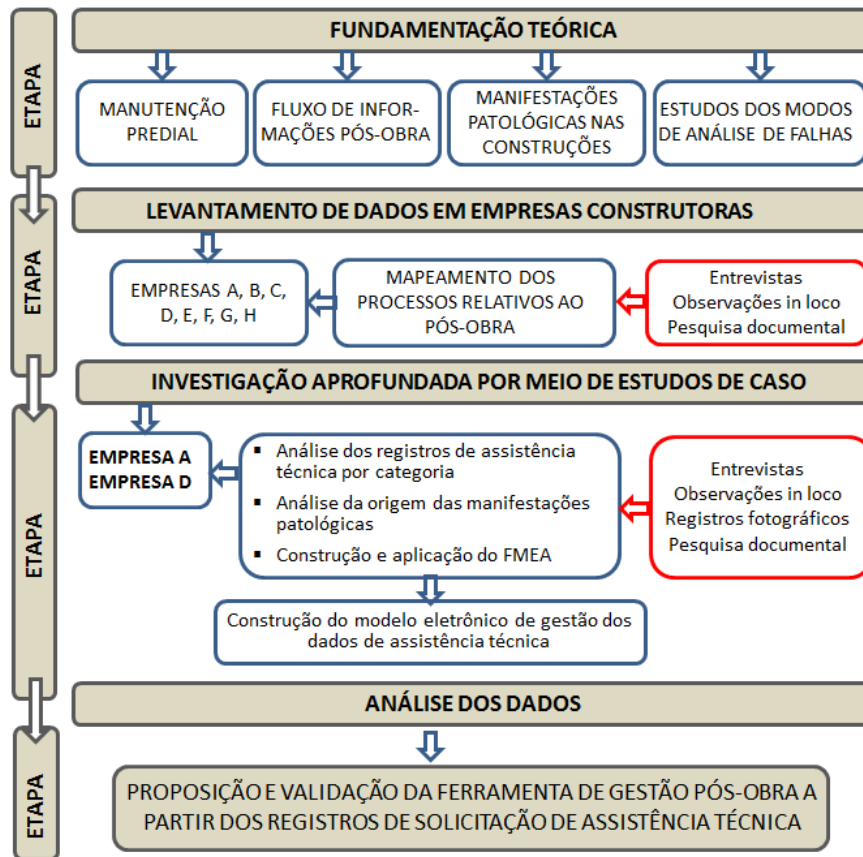 ETAPA
FUNDAMENTAÇÃO TEÓRICA
MANUTENÇÃO
PREDIAL
FLUXO DE INFOR-
MAÇÕES PÓS-OBRA
MANIFESTAÇÕES
PATOLÓGICAS NAS
CONSTRUÇÕES
ESTUDOS DOS MODOS
DE ANÁLISE DE FALHAS
ETAPA
LEVANTAMENTO DE DADOS EM EMPRESAS CONSTRUTORAS
EMPRESAS A, B, C,
D, E, F, G, H
MAPEAMENTO DOS
PROCESSOS RELATIVOS AO
PÓS-OBRA
Entrevistas
Observações in loco
Pesquisa documental
ETAPA
INVESTIGAÇÃO APROFUNDADA POR MEIO DE ESTUDOS DE CASO
EMPRESA A
EMPRESA D
▪ Análise dos registros de assistência
técnica por categoria
▪ Análise da origem das manifestações
patológicas
▪ Construção e aplicação do FMEA
Entrevistas
Observações in loco
Registros fotográficos
Pesquisa documental
Construção do modelo eletrônico de gestão dos
dados de assistência técnica
ANÁLISE DOS DADOS
ETAPA
PROPOSIÇÃO E VALIDAÇÃO DA FERRAMENTA DE GESTÃO PÓS-OBRA A
PARTIR DOS REGISTROS DE SOLICITAÇÃO DE ASSISTÊNCIA TÉCNICA